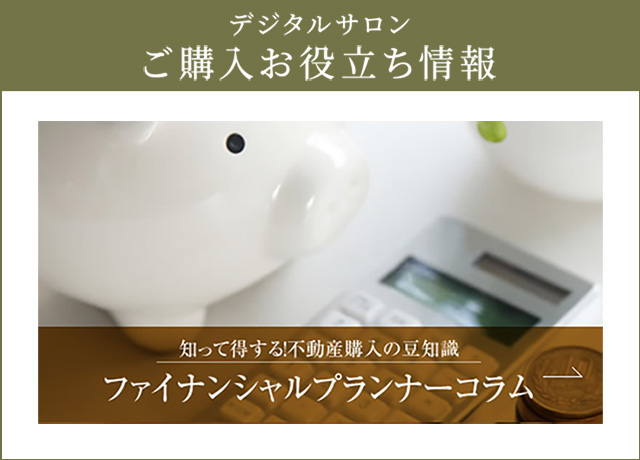 デジタルサロン
ご購入お役立ち情報
知って得する!不動産購入の豆知識
ファイナンシャルプランナーコラム